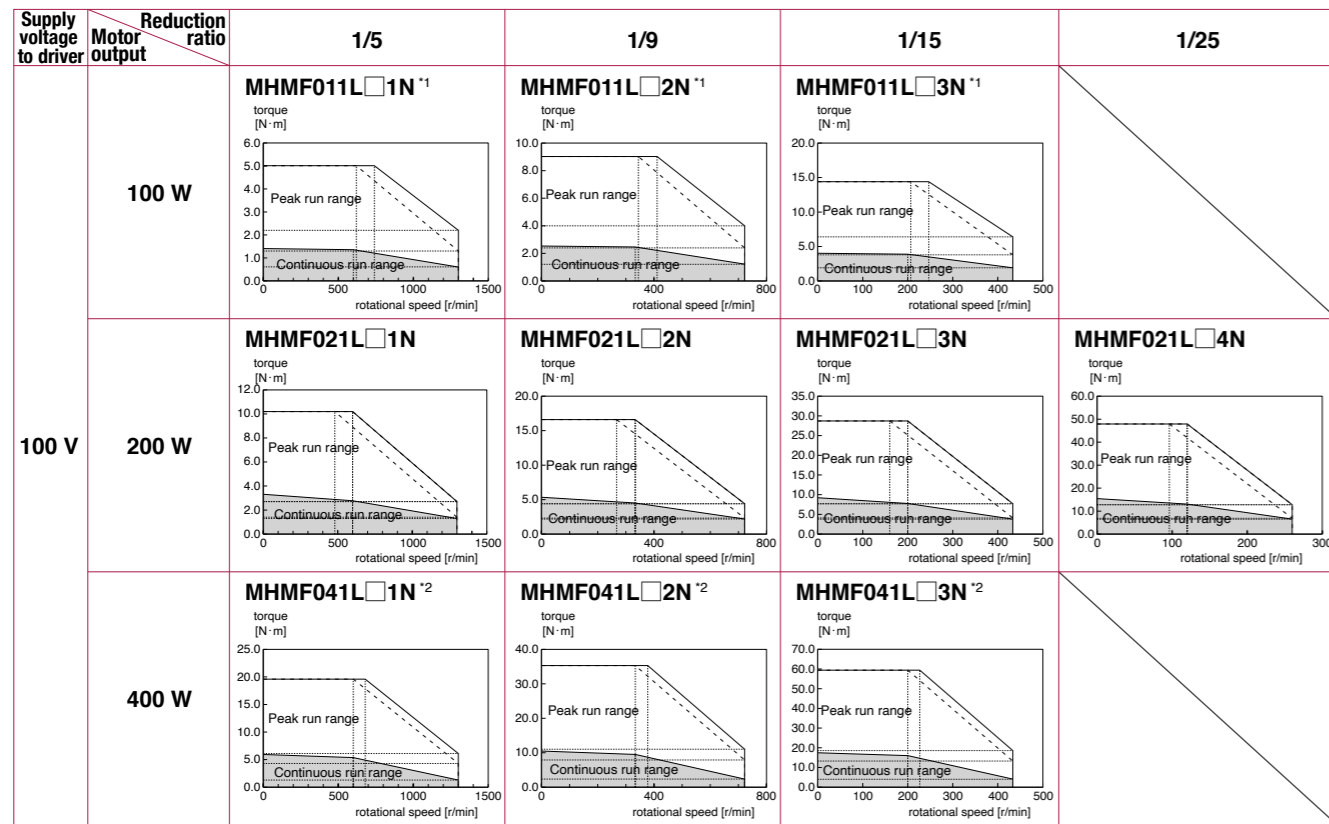 Supply voltage to driver
Motor output
Reduction ratio
1/5
1/9
1/15
1/25
100 V
100 W
MHMF011L□1N *1
torque
[N·m]
6.0
5.0
4.0
3.0
2.0
1.0
0.0
Peak run range
Continuous run range
0 500 1000 1500
rotational speed [r/min]
MHMF011L□2N *1
torque
[N·m]
10.0
8.0
6.0
4.0
2.0
0.0
Peak run range
Continuous run range
0 400 800
rotational speed [r/min]
MHMF011L□3N *1
torque
[N·m]
20.0
15.0
10.0
5.0
0.0
Peak run range
Continuous run range
0 100 200 300 400 500
rotational speed [r/min]
200 W
MHMF021L□1N
torque
[N·m]
12.0
10.0
8.0
6.0
4.0
2.0
0.0
Peak run range
Continuous run range
0 500 1000 1500
rotational speed [r/min]
MHMF021L□2N
torque
[N·m]
20.0
15.0
10.0
5.0
0.0
Peak run range
Continuous run range
0 400 800
rotational speed [r/min]
MHMF021L□3N
torque
[N·m]
35.0
30.0
25.0
20.0
15.0
10.0
5.0
0.0
Peak run range
Continuous run range
0 100 200 300 400 500
rotational speed [r/min]
MHMF021L□4N
torque
[N·m]
60.0
50.0
40.0
30.0
20.0
10.0
0.0
Peak run range
Continuous run range
0 100 200 300
rotational speed [r/min]
400 W
MHMF041L□1N *2
torque
[N·m]
25.0
20.0
15.0
10.0
5.0
0.0
Peak run range
Continuous run range
0 500 1000 1500
rotational speed [r/min]
MHMF041L□2N *2
torque
[N·m]
40.0
30.0
20.0
10.0
0.0
Peak run range
Continuous run range
0 400 800
rotational speed [r/min]
MHMF041L□3N *2
torque
[N·m]
70.0
60.0
50.0
40.0
30.0
20.0
10.0
0.0
Peak run range
Continuous run range
0 100 200 300 400 500
rotational speed [r/min]